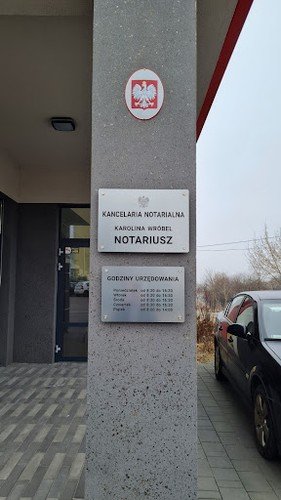 KANCELARIA NOTARIALNA
KAROLINA WRÓBEL
NOTARIUSZ
GODZINY URZĘDOWANIA
Poniedziałek
Wtorek
Środa
Czwartek
Piątek